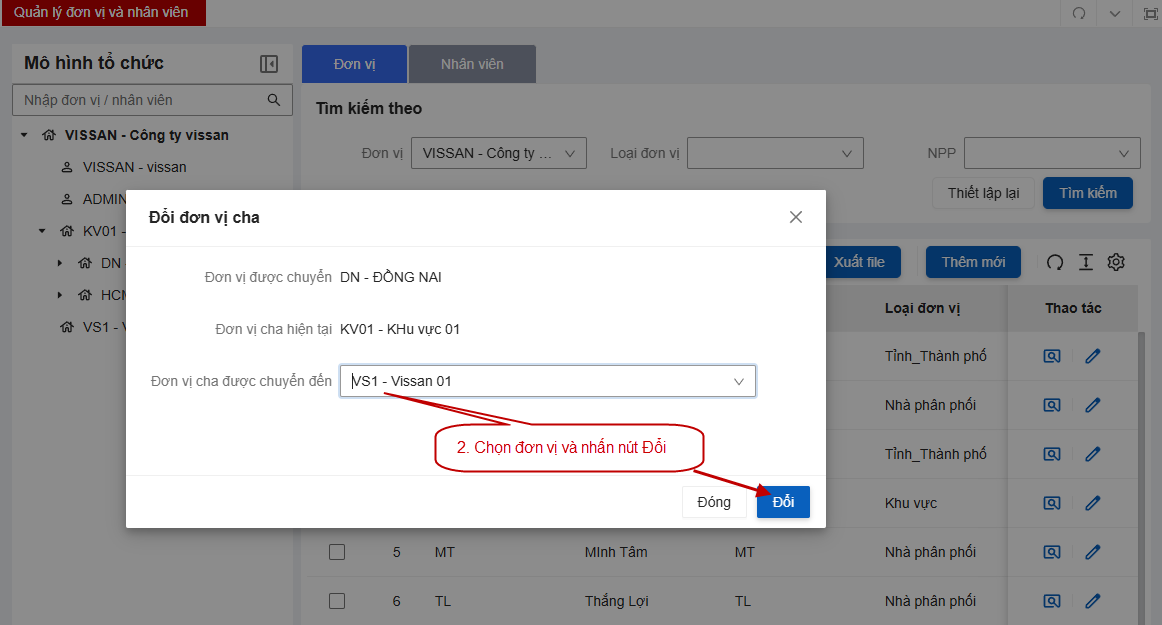 Quản lý đơn vị và nhân viên
Mô hình tổ chức
Nhập đơn vị / nhân viên
VISSAN - Công ty vissan
VISSAN - vissan
ADMIN
KV01 -
DN
HCM
VS1 - V
Đơn vị
Nhân viên
Tìm kiếm theo
Đơn vị
VISSAN - Công ty ...
Loại đơn vị
NPP
Thiết lập lại
Tìm kiếm
Xuất file
Thêm mới
Loại đơn vị
Thao tác
Tỉnh_Thành phố
Nhà phân phối
Tỉnh_Thành phố
Khu vực
5 MT MInh Tâm MT Nhà phân phối
6 TL Thắng Lợi TL Nhà phân phối
Đổi đơn vị cha
Đơn vị được chuyển DN - ĐỒNG NAI
Đơn vị cha hiện tại KV01 - KHu vực 01
Đơn vị cha được chuyển đến VS1 - Vissan 01
2. Chọn đơn vị và nhấn nút Đổi
Đóng
Đổi